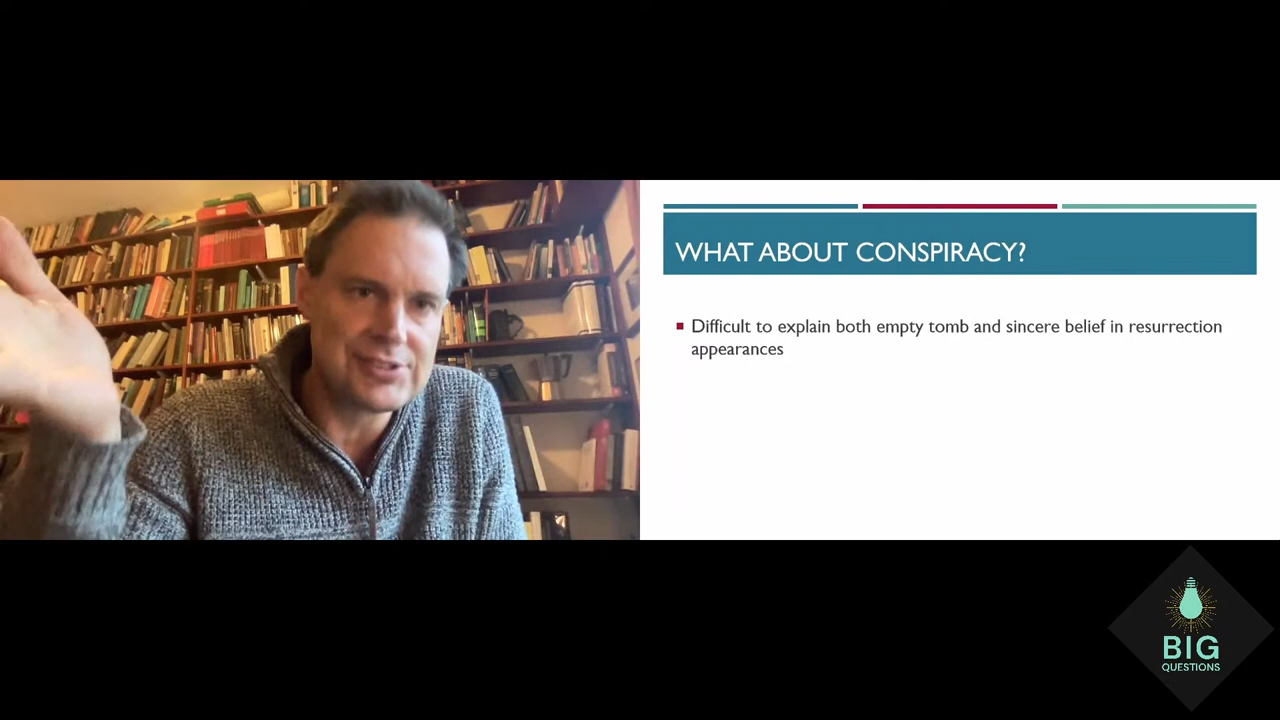 WHAT ABOUT CONSPIRACY?
Difficult to explain both empty tomb and sincere belief in resurrection
appearances
BIG
QUESTIONS